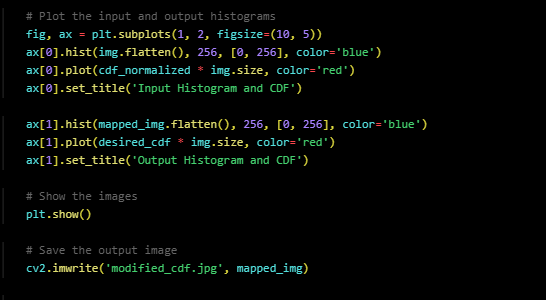 # Plot the input and output histograms
fig, ax = plt.subplots(1, 2, figsize=(10, 5))
ax[0].hist(img.flatten(), 256, [0, 256], color='blue')
ax[0].plot(cdf_normalized * img.size, color='red')
ax[0].set_title('Input Histogram and CDF')
ax[1].hist(mapped_img.flatten(), 256, [0, 256], color='blue')
ax[1].plot(desired_cdf * img.size, color='red')
ax[1].set_title('Output Histogram and CDF')
# Show the images
plt.show()
# Save the output image
cv2.imwrite('modified_cdf.jpg', mapped_img)